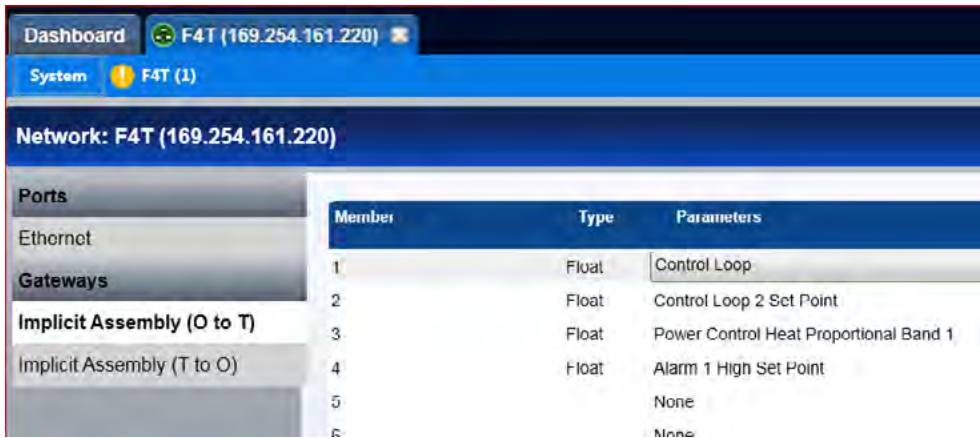 Dashboard F4T (169.254.161.220)
System F4T (1)
Network: F4T (169.254.161.220)
Ports
Ethernet
Gateways
Implicit Assembly (O to T)
Implicit Assembly (T to O)
Member Type Parameters
1 Float Control Loop
2 Float Control Loop 2 Set Point
3 Float Power Control Heat Proportional Band 1
4 Float Alarm 1 High Set Point
5 None
6 None